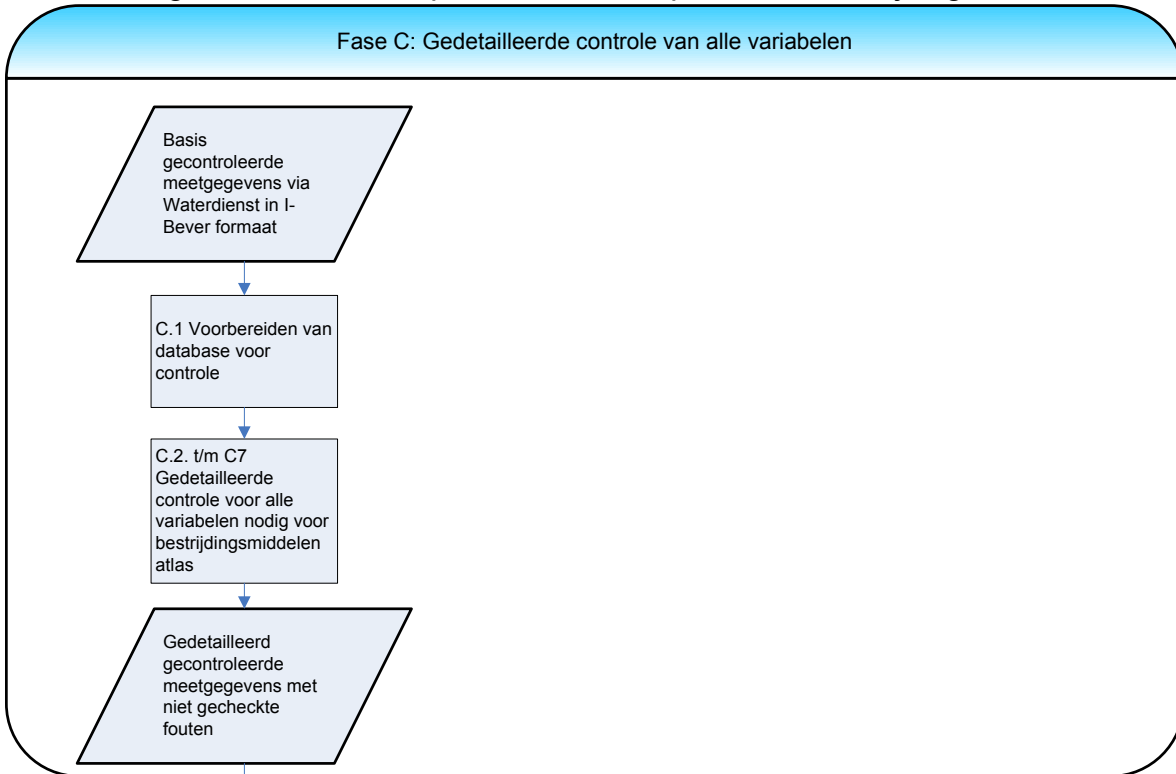 Fase C: Gedetailleerde controle van alle variabelen
Basis
gecontroleerde
meetgegevens via
Waterdienst in I-
Bever formaat
C.1 Voorbereiden van
database voor
controle
C.2. t/m C7
Gedetailleerde
controle voor alle
variabelen nodig voor
bestrijdingsmiddelen
atlas
Gedetailleerd
gecontroleerde
meetgegevens met
niet gecheckte
fouten